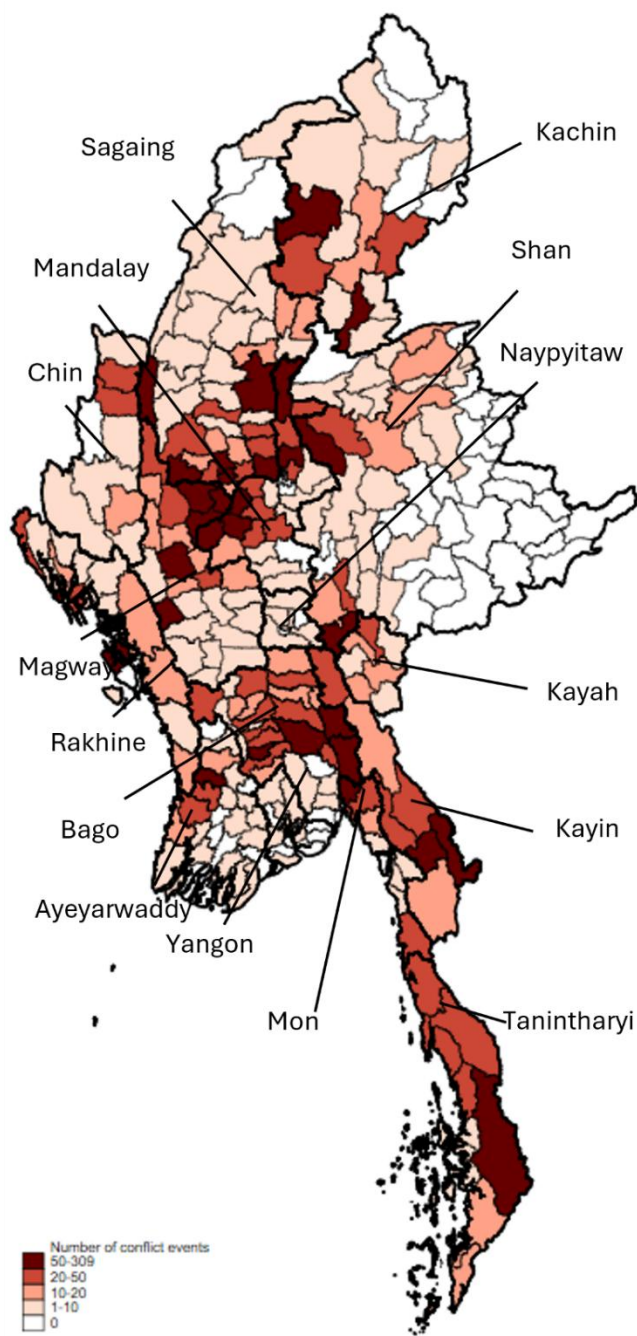 Sagaing
Kachin
Mandalay
Shan
Chin
Naypyitaw
Magway
Rakhine
Kayah
Bago
Kayin
Ayeyarwaddy
Yangon
Mon
Tanintharyi
Number of conflict events
50-309
20-50
10-20
1-10
0